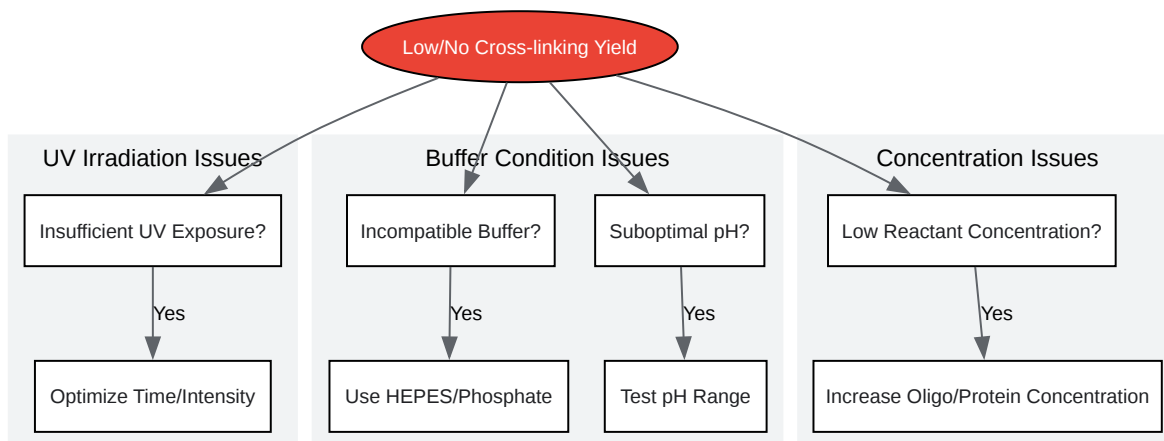 Low/No Cross-linking Yield
UV Irradiation Issues
Buffer Condition Issues
Concentration Issues
Insufficient UV Exposure?
Incompatible Buffer?
Suboptimal pH?
Low Reactant Concentration?
Yes
Yes
Yes
Yes
Optimize Time/Intensity
Use HEPES/Phosphate
Test pH Range
Increase Oligo/Protein Concentration